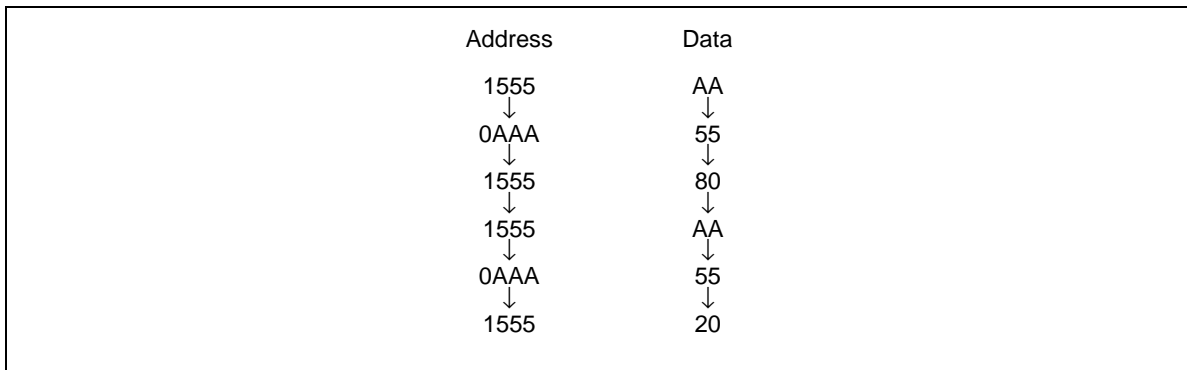 Address Data
1555 AA
↓ ↓
0AAA 55
↓ ↓
1555 80
↓ ↓
1555 AA
↓ ↓
0AAA 55
↓ ↓
1555 20